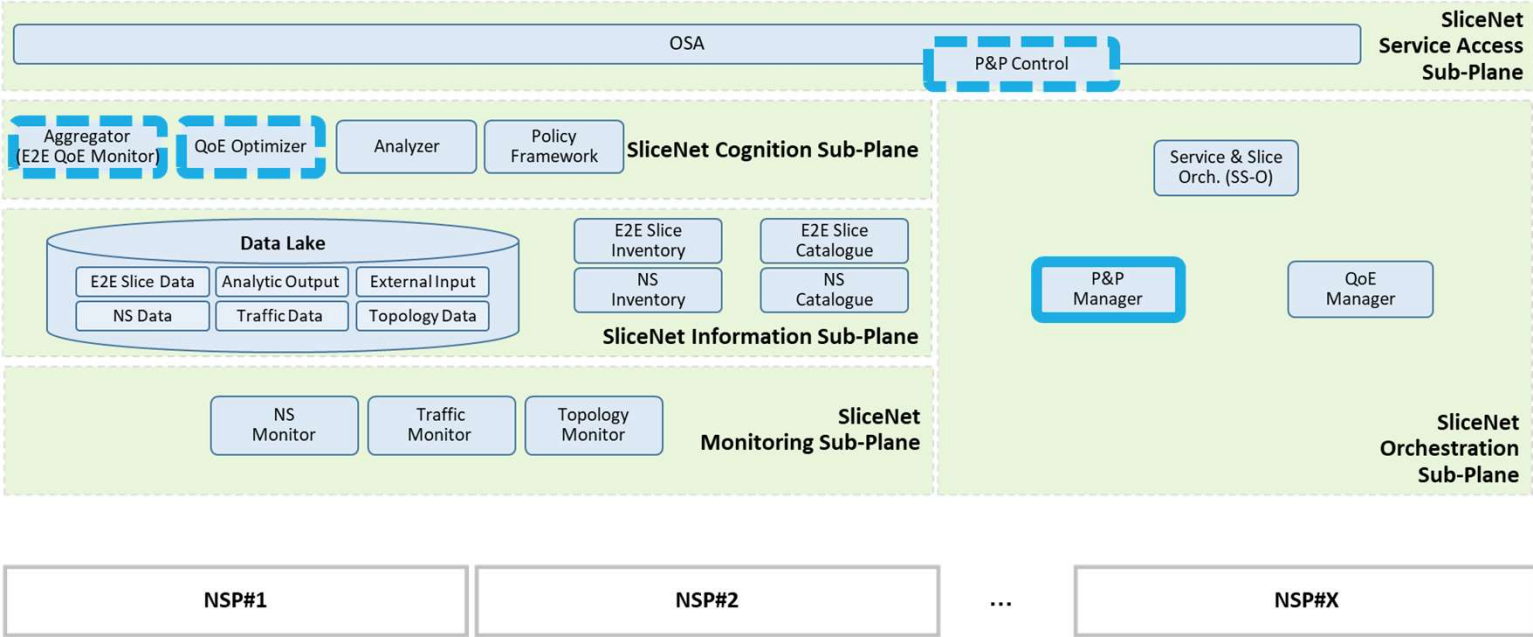 OSA
P&P Control
SliceNet
Service Access
Sub-Plane
Aggregator
(E2E QoE Monitor)
QoE Optimizer
Analyzer
Policy
Framework
SliceNet Cognition Sub-Plane
Data Lake
E2E Slice Data
Analytic Output
External Input
NS Data
Traffic Data
Topology Data
E2E Slice
Inventory
E2E Slice
Catalogue
NS
Inventory
NS
Catalogue
SliceNet Information Sub-Plane
NS
Monitor
Traffic
Monitor
Topology
Monitor
SliceNet
Monitoring Sub-Plane
Service & Slice
Orch. (SS-O)
P&P
Manager
QoE
Manager
SliceNet
Orchestration
Sub-Plane
NSP#1
NSP#2
...
NSP#X